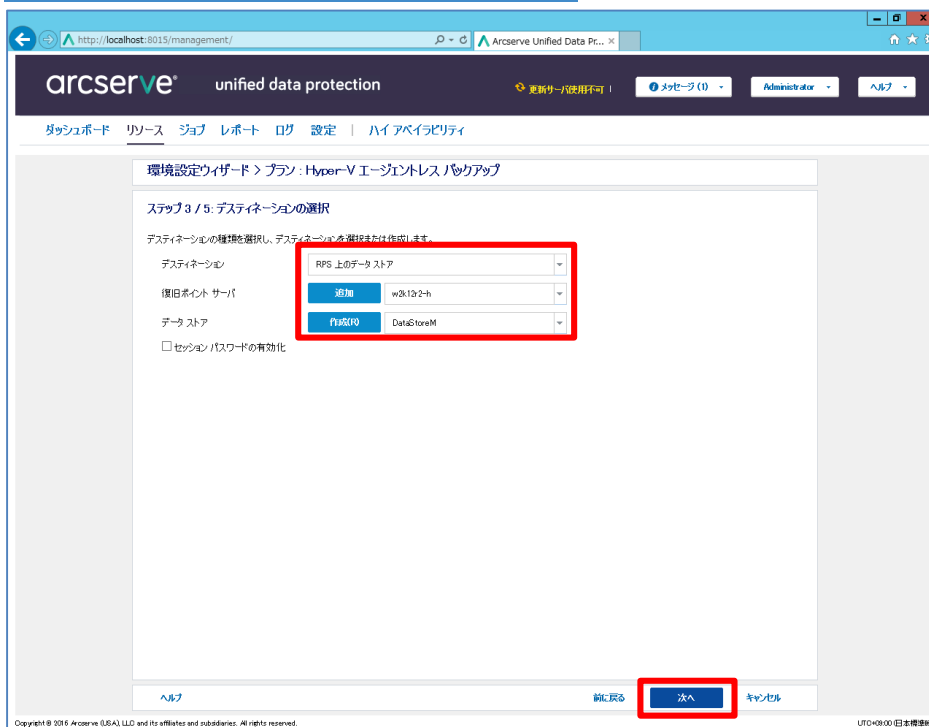 http://localhost:8015/management/
Arcserve Unified Data Pr...
arcserve® unified data protection
更新サーバ使用不可
メッセージ (1)
Administrator
ヘルプ
ダッシュボード リソース ジョブ レポート ログ 設定 | ハイ アベイラビリティ
環境設定ウィザード > プラン : Hyper-V エージェントレス バックアップ
ステップ 3 / 5: デスティネーションの選択
デスティネーションの種類を選択し、デスティネーションを選択または作成します。
デスティネーション RPS 上のデータ ストア
復旧ポイント サーバ 追加 w2k12r2-h
データ ストア 作成(R) DataStoreM
セッション パスワードの有効化
ヘルプ 前に戻る 次へ キャンセル
Copyright © 2016 Arcserve (USA), LLC and its affiliates and subsidiaries. All rights reserved.
UTC+09:00 (日本標準時